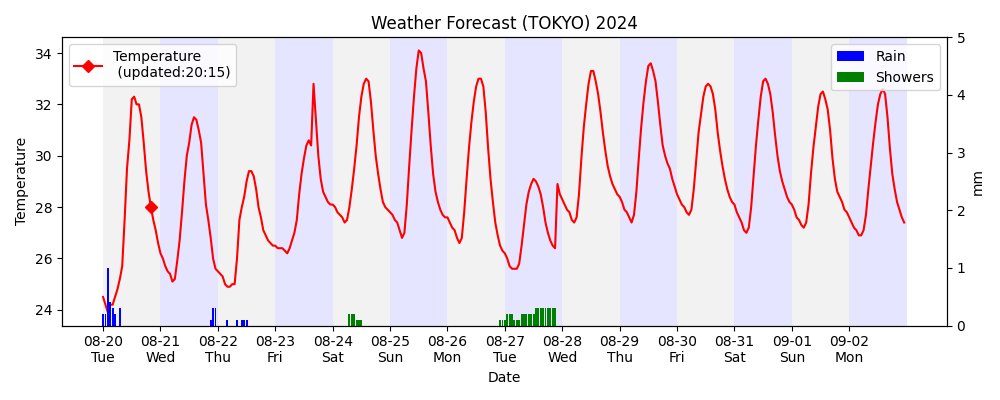 Weather Forecast (TOKYO) 2024
Temperature
(updated:20:15)
Rain
Showers
34
32
30
28
26
24
Temperature
5
4
3
2
1
0
mm
08-20 08-21 08-22 08-23 08-24 08-25 08-26 08-27 08-28 08-29 08-30 08-31 09-01 09-02
Tue Wed Thu Fri Sat Sun Mon Tue Wed Thu Fri Sat Sun Mon
Date